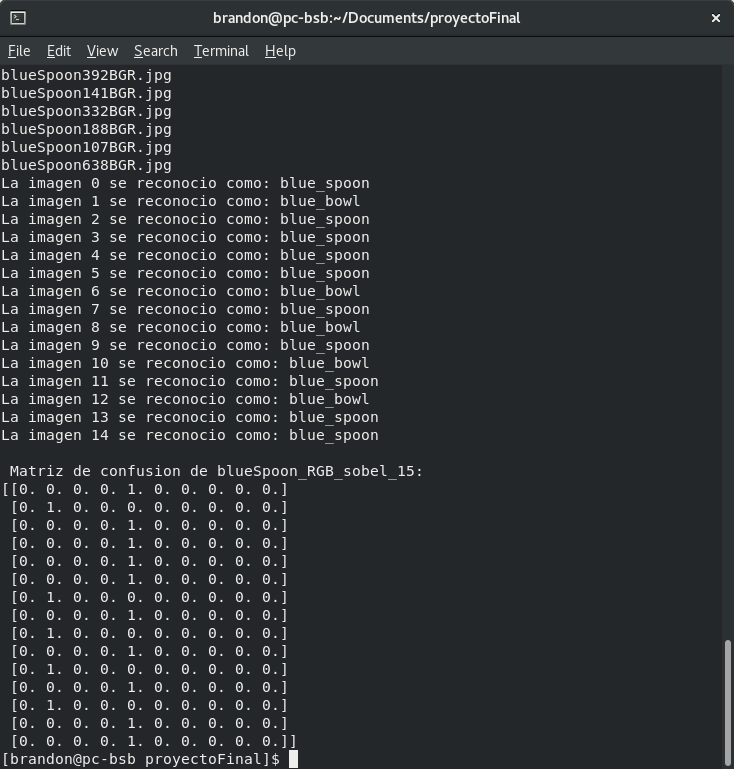 brandon@pc-bsb:~/Documents/proyectoFinal
File Edit View Search Terminal Help
blueSpoon392BGR.jpg
blueSpoon141BGR.jpg
blueSpoon332BGR.jpg
blueSpoon188BGR.jpg
blueSpoon107BGR.jpg
blueSpoon638BGR.jpg
La imagen 0 se reconocio como: blue_spoon
La imagen 1 se reconocio como: blue_bowl
La imagen 2 se reconocio como: blue_spoon
La imagen 3 se reconocio como: blue_spoon
La imagen 4 se reconocio como: blue_spoon
La imagen 5 se reconocio como: blue_spoon
La imagen 6 se reconocio como: blue_bowl
La imagen 7 se reconocio como: blue_spoon
La imagen 8 se reconocio como: blue_bowl
La imagen 9 se reconocio como: blue_spoon
La imagen 10 se reconocio como: blue_bowl
La imagen 11 se reconocio como: blue_spoon
La imagen 12 se reconocio como: blue_bowl
La imagen 13 se reconocio como: blue_spoon
La imagen 14 se reconocio como: blue_spoon
Matriz de confusion de blueSpoon_RGB_sobel_15:
[[0. 0. 0. 0. 1. 0. 0. 0. 0. 0.]
[0. 1. 0. 0. 0. 0. 0. 0. 0. 0.]
[0. 0. 0. 0. 1. 0. 0. 0. 0. 0.]
[0. 0. 0. 0. 1. 0. 0. 0. 0. 0.]
[0. 0. 0. 0. 1. 0. 0. 0. 0. 0.]
[0. 0. 0. 0. 1. 0. 0. 0. 0. 0.]
[0. 1. 0. 0. 0. 0. 0. 0. 0. 0.]
[0. 0. 0. 0. 1. 0. 0. 0. 0. 0.]
[0. 1. 0. 0. 0. 0. 0. 0. 0. 0.]
[0. 0. 0. 0. 1. 0. 0. 0. 0. 0.]
[0. 1. 0. 0. 0. 0. 0. 0. 0. 0.]
[0. 0. 0. 0. 1. 0. 0. 0. 0. 0.]
[0. 1. 0. 0. 0. 0. 0. 0. 0. 0.]
[0. 0. 0. 0. 1. 0. 0. 0. 0. 0.]
[0. 0. 0. 0. 1. 0. 0. 0. 0. 0.]]
[brandon@pc-bsb proyectoFinal]$